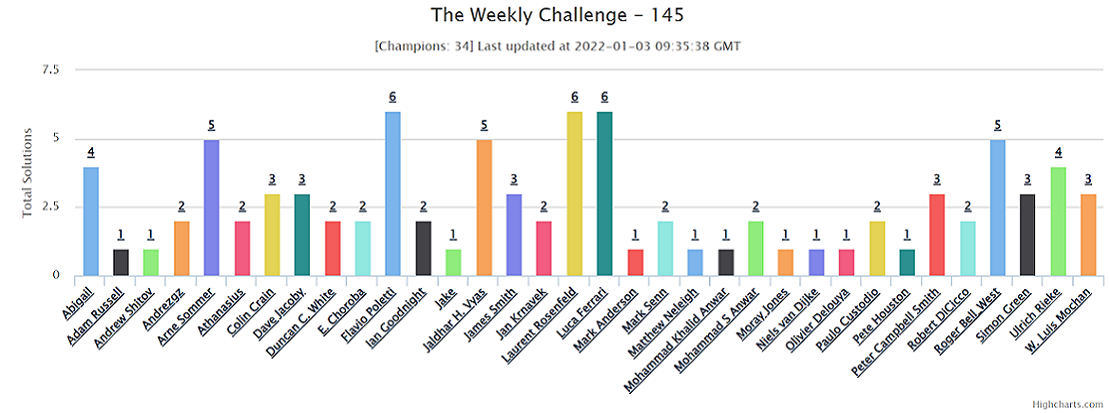 The Weekly Challenge - 145
[Champions: 34] Last updated at 2022-01-03 09:35:38 GMT
Total Solutions
7.5
5
2.5
0
4
1
1
2
5
2
3
3
2
2
6
2
1
5
3
2
6
6
1
2
1
1
2
1
1
1
2
1
3
2
5
3
4
3
Abigail
Adam Russell
Andrew Shitov
Andrezgz
Arne Sommer
Athanasius
Colin Crain
Dave Jacoby
Duncan C. White
E. Choroba
Flavio Poletti
Ian Goodnight
Jake
Jaldhar H. Vyas
James Smith
Jan Krnavek
Laurent Rosenfeld
Luca Ferrari
Mark Anderson
Mark Senn
Matthew Neleigh
Mohammad Khalid Anwar
Mohammad S Anwar
Moray Jones
Niels van Dijke
Olivier Delouya
Paulo Custodio
Pete Houston
Peter Campbell Smith
Robert DiCicco
Roger Bell West
Simon Green
Ulrich Rieke
W. Luis Mochan
Highcharts.com